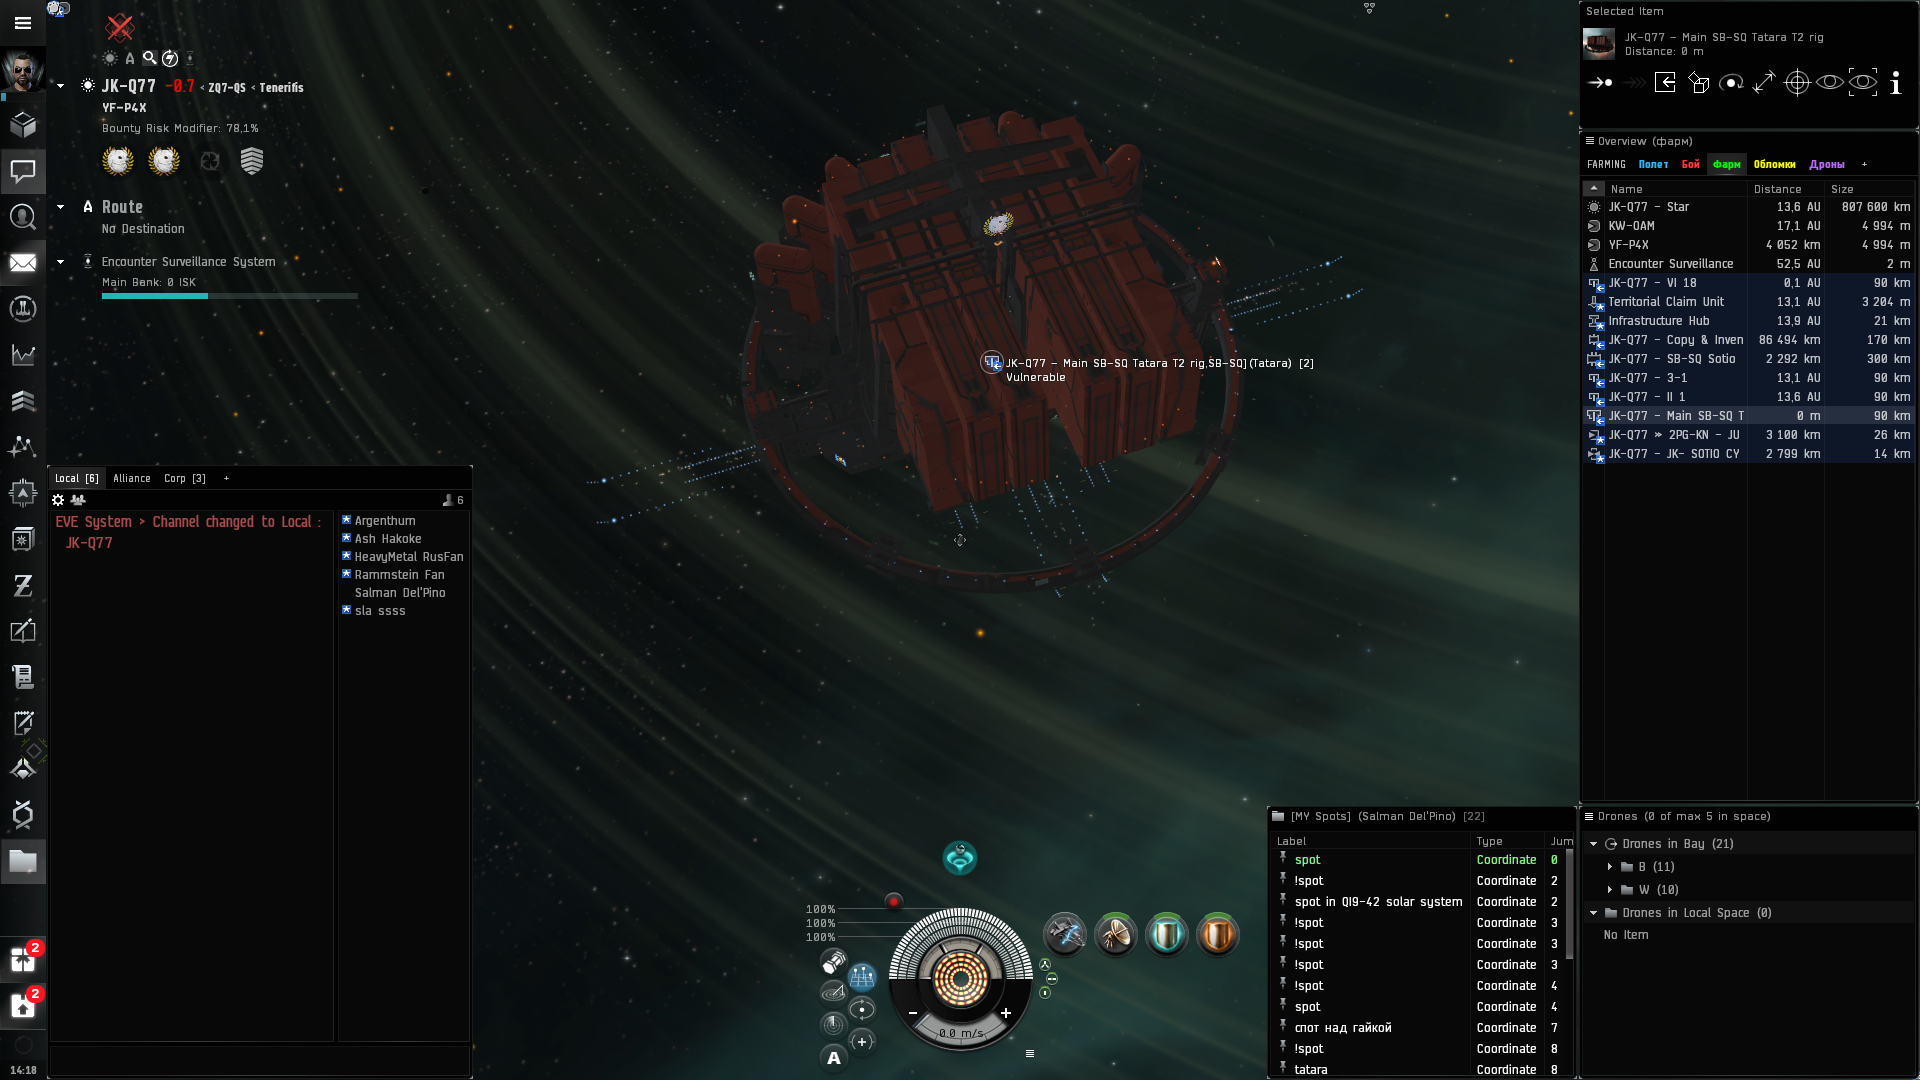 JK-Q77 -0.7 < ZQ7-QS < Tenerifis
YF-P4X
Bounty Risk Modifier: 78,1%
A Route
No Destination
Encounter Surveillance System
Main Bank: 0 ISK
Local [6] Alliance Corp [3] +
6
EVE System > Channel changed to Local :
JK-Q77
Argenthum
Ash Hakoke
HeavyMetal RusFan
Rammstein Fan
Salman Del'Pino
sla ssss
2
2
14:18
JK-Q77 - Main SB-SQ Tatara T2 rig,SB-SQ](Tatara) [2]
Vulnerable
100%
100%
100%
0.0 m/s
A
Selected Item
JK-Q77 - Main SB-SQ Tatara T2 rig
Distance: 0 m
Overview (фарм)
FARMING Полет Бой Фарм Обломки Дроны +
Name Distance Size
JK-Q77 - Star 13,6 AU 807 600 km
KW-OAM 17,1 AU 4 994 m
YF-P4X 4 052 km 4 994 m
Encounter Surveillance 52,5 AU 2 m
JK-Q77 - VI 18 0,1 AU 90 km
Territorial Claim Unit 13,1 AU 3 204 m
Infrastructure Hub 13,9 AU 21 km
JK-Q77 - Copy & Inven 86 494 km 170 km
JK-Q77 - SB-SQ Sotio 2 292 km 300 km
JK-Q77 - 3-1 13,1 AU 90 km
JK-Q77 - II 1 13,6 AU 90 km
JK-Q77 - Main SB-SQ T 0 m 90 km
JK-Q77 » 2PG-KN - JU 3 100 km 26 km
JK-Q77 - JK- SOTIO CY 2 799 km 14 km
[MY Spots] (Salman Del'Pino) [22]
Label Type Jum
spot Coordinate 0
!spot Coordinate 2
spot in QI9-42 solar system Coordinate 2
!spot Coordinate 3
!spot Coordinate 3
!spot Coordinate 3
!spot Coordinate 4
spot Coordinate 4
спот над гайкой Coordinate 7
!spot Coordinate 8
tatara Coordinate 8
Drones (0 of max 5 in space)
Drones in Bay (21)
B (11)
W (10)
Drones in Local Space (0)
No Item